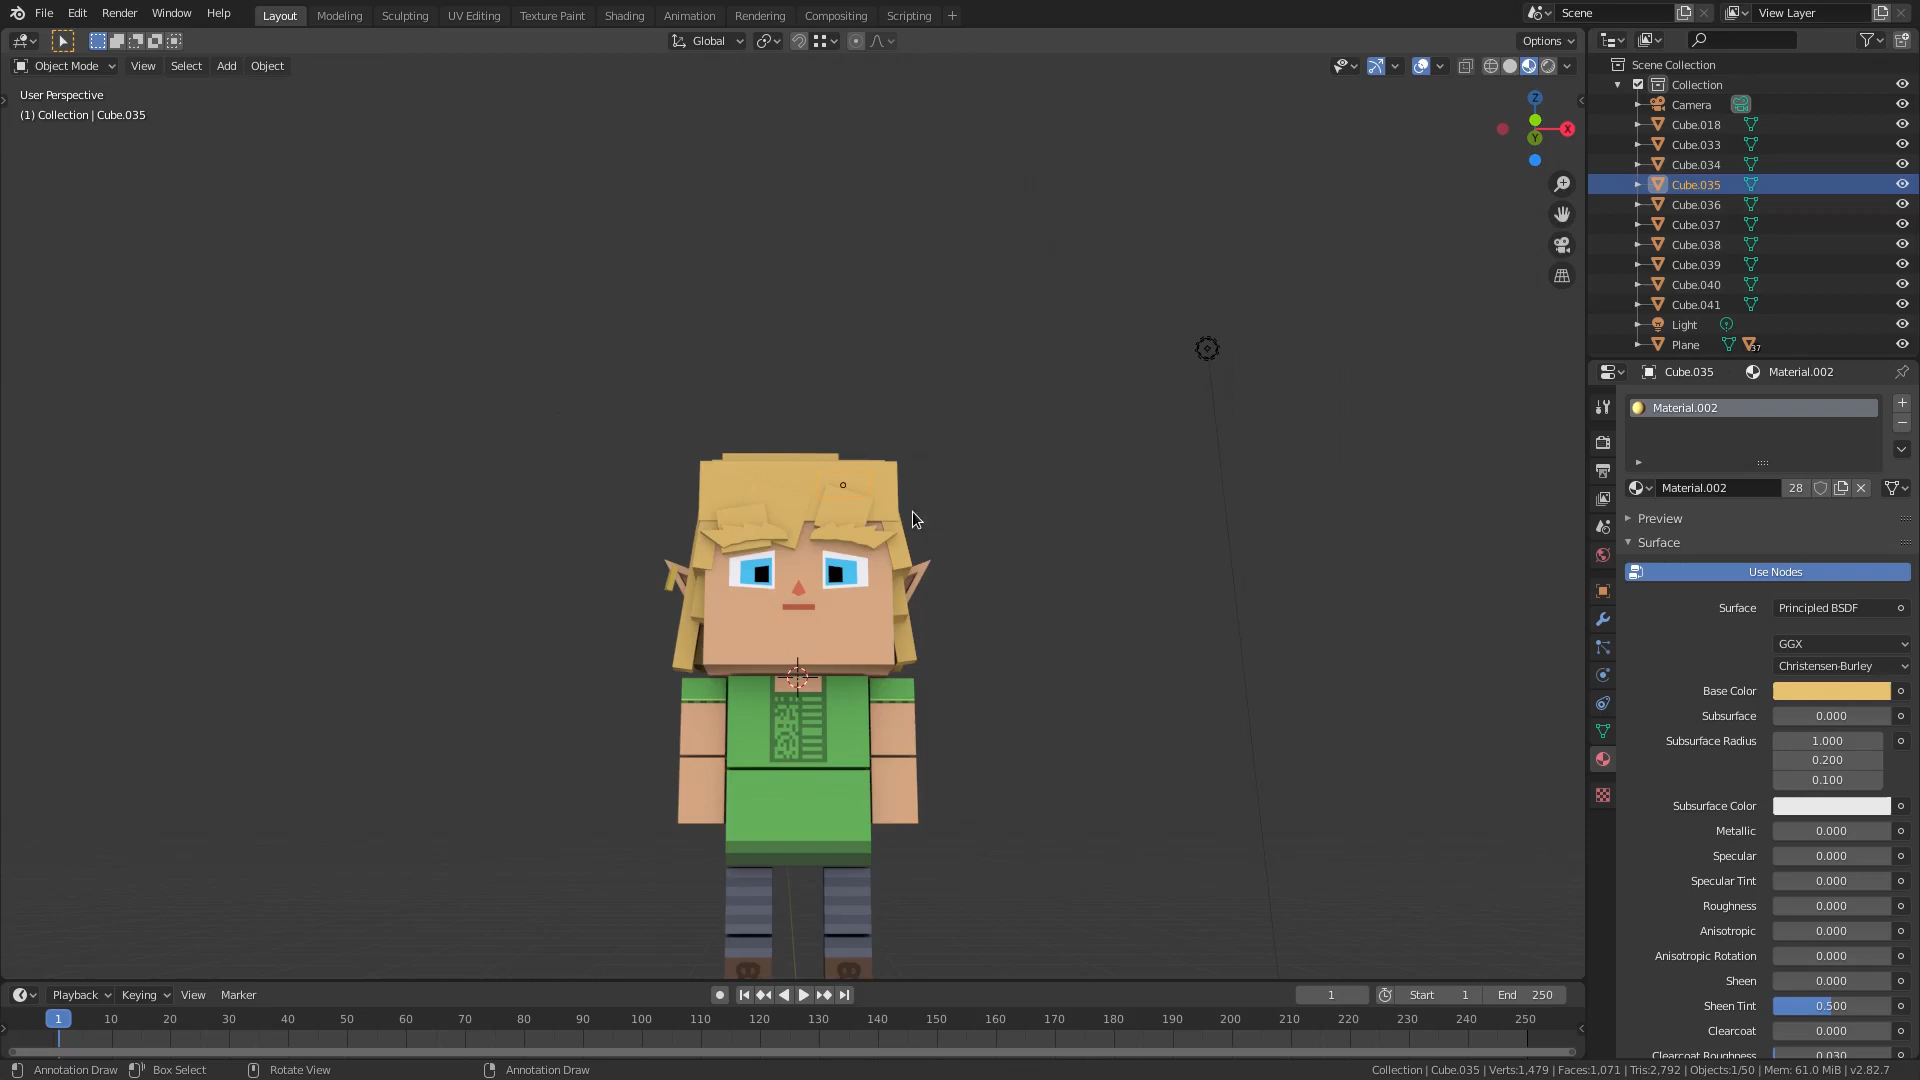 File Edit Render Window Help Layout Modeling Sculpting UV Editing Texture Paint Shading Animation Rendering Compositing Scripting + Scene View Layer
Global Options
Object Mode View Select Add Object
User Perspective
(1) Collection | Cube.035
Z
X
Y
Scene Collection
Collection
Camera
Cube.018
Cube.033
Cube.034
Cube.035
Cube.036
Cube.037
Cube.038
Cube.039
Cube.040
Cube.041
Light
Plane 37
Cube.035 Material.002
Material.002
Material.002 28
Preview
Surface
Use Nodes
Surface Principled BSDF
GGX
Christensen-Burley
Base Color
Subsurface 0.000
Subsurface Radius 1.000
0.200
0.100
Subsurface Color
Metallic 0.000
Specular 0.000
Specular Tint 0.000
Roughness 0.000
Anisotropic 0.000
Anisotropic Rotation 0.000
Sheen 0.000
Sheen Tint 0.500
Clearcoat 0.000
Clearcoat Roughness 0.030
Playback Keying View Marker 1 Start 1 End 250
1 10 20 30 40 50 60 70 80 90 100 110 120 130 140 150 160 170 180 190 200 210 220 230 240 250
Annotation Draw Box Select Rotate View Annotation Draw Collection | Cube.035 | Verts:1,479 | Faces:1,071 | Tris:2,792 | Objects:1/50 | Mem: 61.0 MiB | v2.82.7